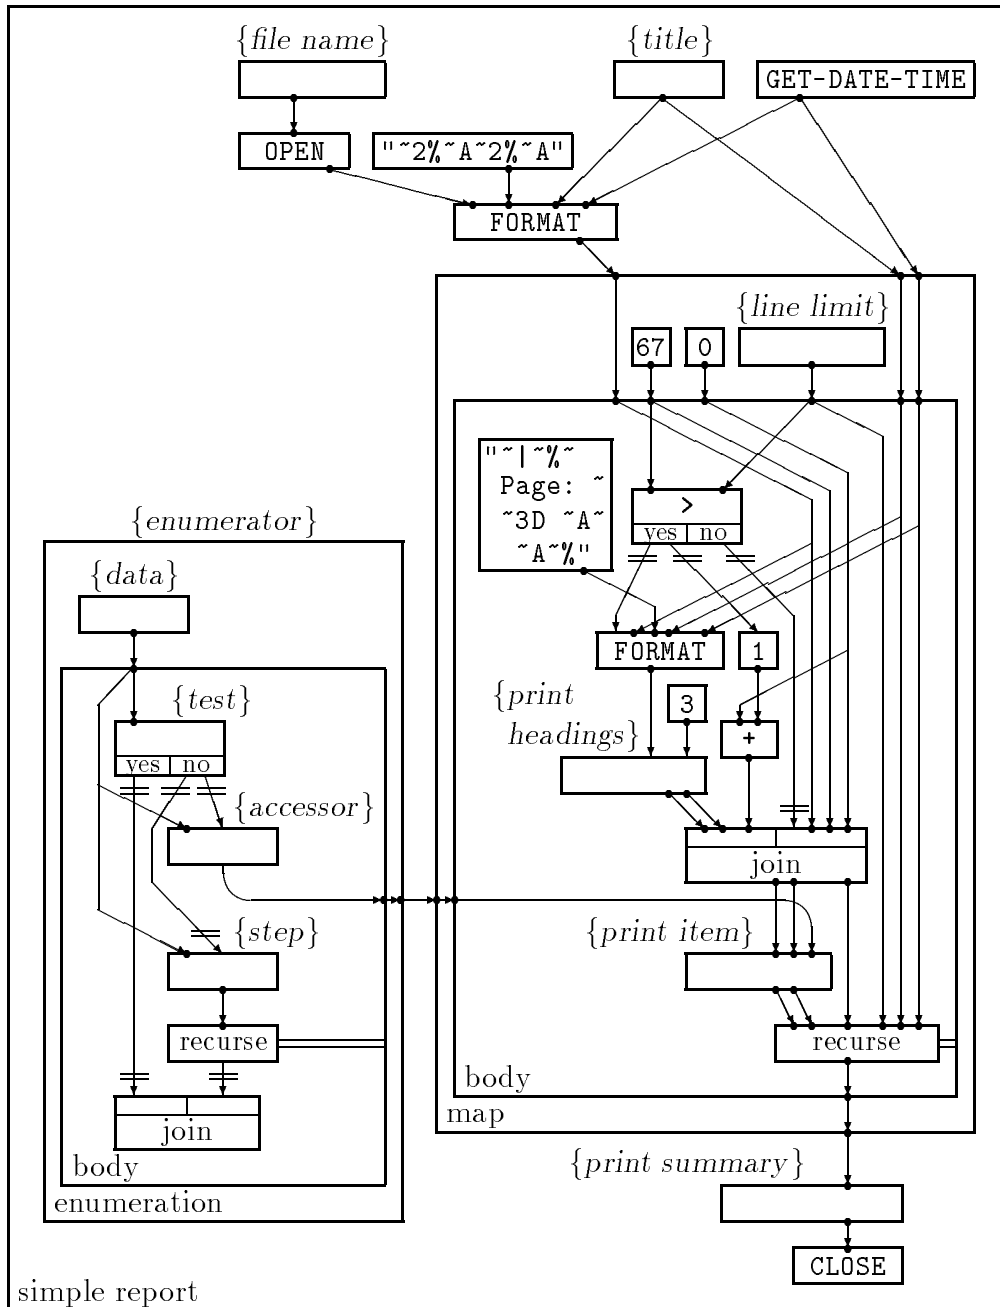 {file name}
{title}
GET-DATE-TIME
OPEN
"~2%~A~2%~A"
FORMAT
{line limit}
67
0
"~|~%~
Page: ~
~3D ~A~
~A~%"
>
yes
no
{enumerator}
{data}
FORMAT
1
{test}
{print
headings}
3
+
yes
no
{accessor}
join
{step}
{print item}
recurse
recurse
body
map
join
body
enumeration
{print summary}
CLOSE
simple report